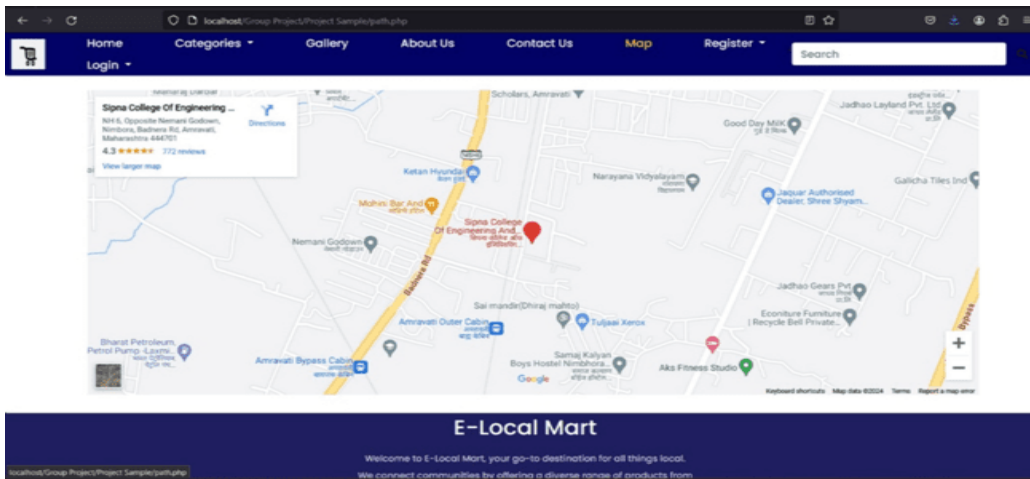 localhost/Group Project/Project Sample/path.php
Home
Categories
Gallery
About Us
Contact Us
Map
Register
Search
Login
Sipna College Of Engineering ...
NH 6, Opposite Nemani Godown,
Nimbora, Badnera Rd, Amravati,
Maharashtra 444701
4.3
772 reviews
View larger map
Directions
Scholars, Amravati
Jadhao Layland Pvt. Ltd
Good Day Milk
Ketan Hyundai
Narayana Vidyalayam
Jaquar Authorised
Dealer, Shree Shyam...
Galicha Tiles Ind
Mohini Bar And
Sipna College
Of Engineering And...
Nemani Godown
Badnera Rd
Sai mandir(Dhiraj mahto)
Jadhao Gears Pvt
Econiture Furniture
| Recycle Bell Private...
Amravati Outer Cabin
Tuljaai Xerox
Bypass
Bharat Petroleum,
Petrol Pump -Laxmi...
Amravati Bypass Cabin
Samaj Kalyan
Boys Hostel Nimbhora...
Aks Fitness Studio
Google
Keyboard shortcuts
Map data ©2024
Terms
Report a map error
E-Local Mart
Welcome to E-Local Mart, your go-to destination for all things local.
We connect communities by offering a diverse range of products from
localhost/Group Project/Project Sample/path.php